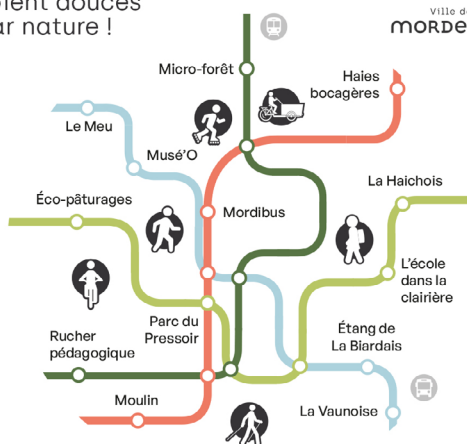 douces
ar nature !
Ville de
MORDE
Micro-forêt
Haies
bocagères
Le Meu
Musé'O
La Haichois
Éco-pâturages
Mordibus
L'école
dans la
clairière
Parc du
Pressoir
Étang de
La Biardais
Rucher
pédagogique
Moulin
La Vaunoise